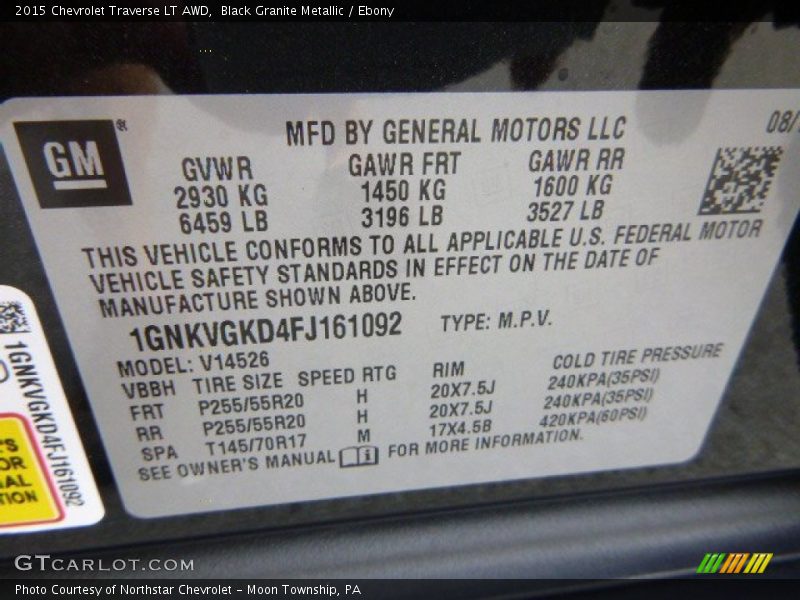 2015 Chevrolet Traverse LT AWD,  Black Granite Metallic / Ebony
GM®
MFD BY GENERAL MOTORS LLC
08/
GVWR GAWR FRT GAWR RR
2930 KG 1450 KG 1600 KG
6459 LB 3196 LB 3527 LB
THIS VEHICLE CONFORMS TO ALL APPLICABLE U.S. FEDERAL MOTOR
VEHICLE SAFETY STANDARDS IN EFFECT ON THE DATE OF
MANUFACTURE SHOWN ABOVE.
1GNKVGKD4FJ161092 TYPE: M.P.V.
MODEL: V14526
VBBH TIRE SIZE SPEED RTG RIM COLD TIRE PRESSURE
FRT P255/55R20 H 20X7.5J 240KPA(35PSI)
RR P255/55R20 H 20X7.5J 240KPA(35PSI)
SPA T145/70R17 M 17X4.5B 420KPA(60PSI)
SEE OWNER'S MANUAL FOR MORE INFORMATION.
1GNKVGKD4FJ161092
GTCARLOT.COM
Photo Courtesy of Northstar Chevrolet - Moon Township, PA